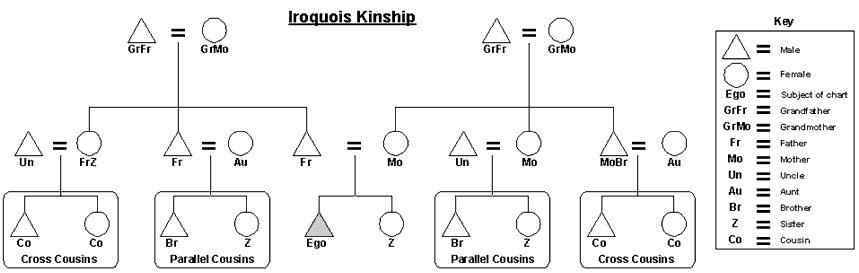 Iroquois Kinship
GrFr = GrMo
GrFr = GrMo
Un = FrZ
Fr = Au
Fr = Mo
Un = Mo
MoBr = Au
Co Co
Cross Cousins
Br Z
Parallel Cousins
Ego Z
Br Z
Parallel Cousins
Co Co
Cross Cousins
Key
= Male
= Female
Ego = Subject of chart
GrFr = Grandfather
GrMo = Grandmother
Fr = Father
Mo = Mother
Un = Uncle
Au = Aunt
Br = Brother
Z = Sister
Co = Cousin